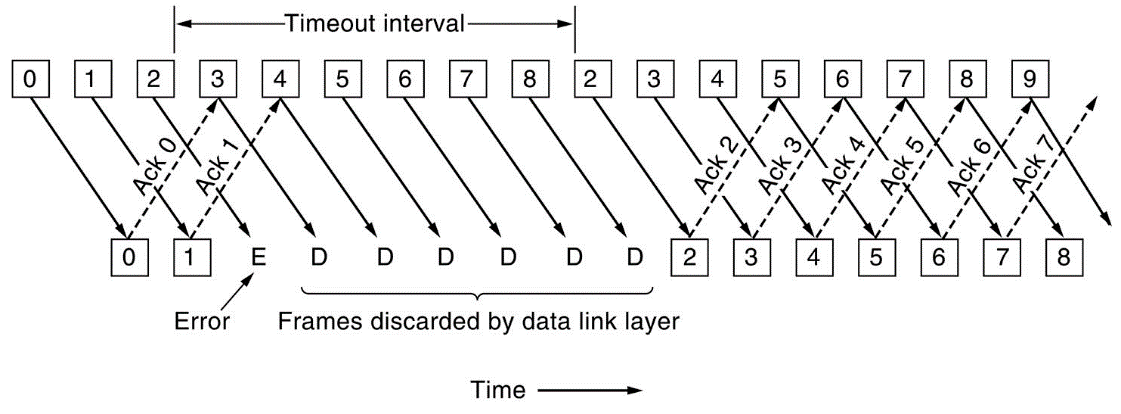 Timeout interval
0 1 2 3 4 5 6 7 8 2 3 4 5 6 7 8 9
Ack 0 Ack 1 Ack 2 Ack 3 Ack 4 Ack 5 Ack 6 Ack 7
0 1 E D D D D D D 2 3 4 5 6 7 8
Error Frames discarded by data link layer
Time